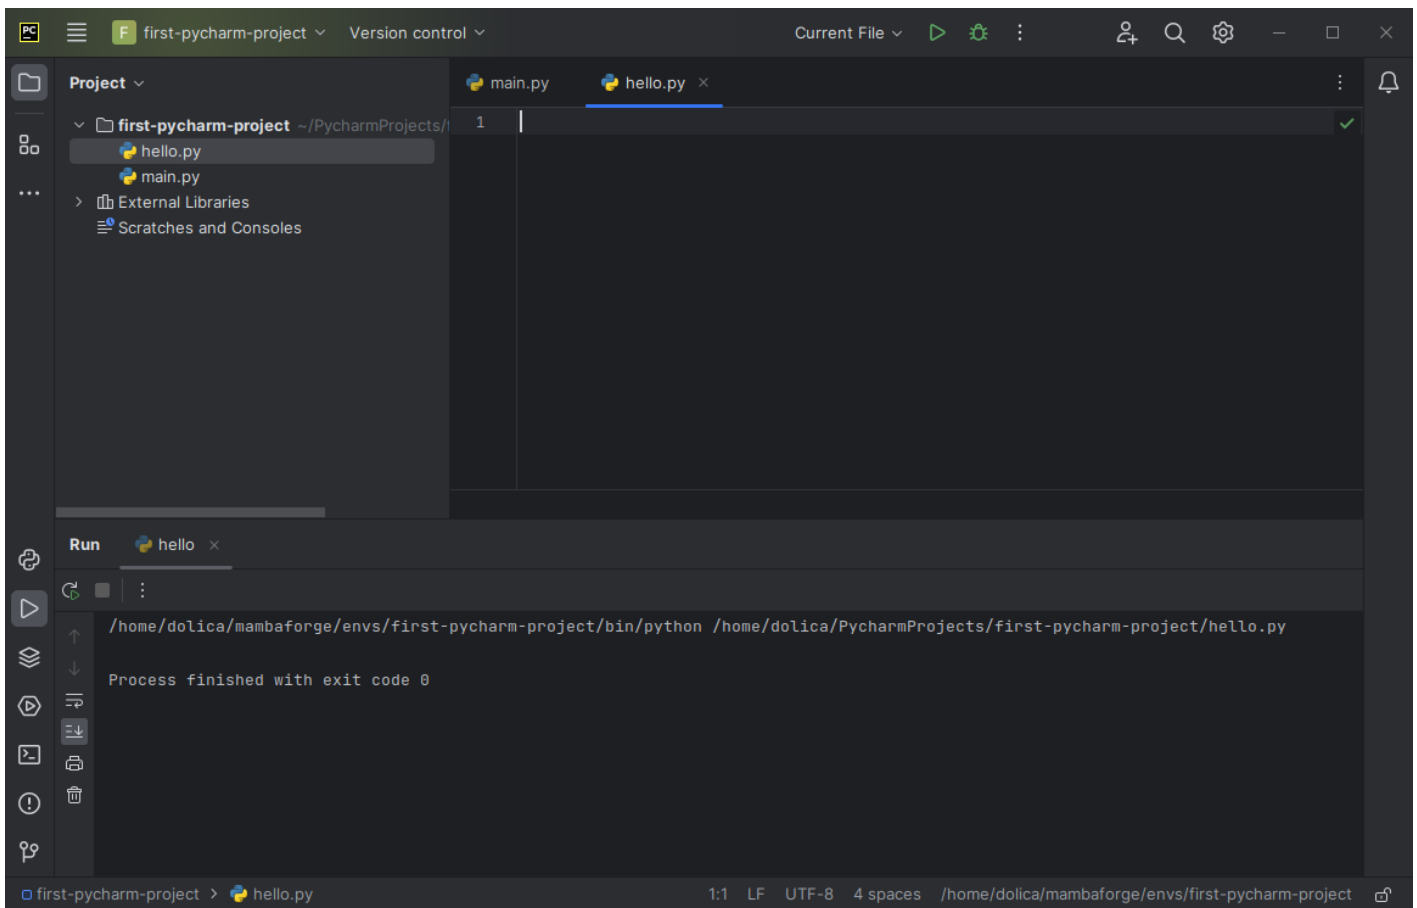 PC F first-pycharm-project Version control Current File
Project
main.py hello.py
first-pycharm-project ~/PycharmProjects/
hello.py
main.py
External Libraries
Scratches and Consoles
1
Run hello
/home/dolica/mambaforge/envs/first-pycharm-project/bin/python /home/dolica/PycharmProjects/first-pycharm-project/hello.py
Process finished with exit code 0
first-pycharm-project > hello.py 1:1 LF UTF-8 4 spaces /home/dolica/mambaforge/envs/first-pycharm-project